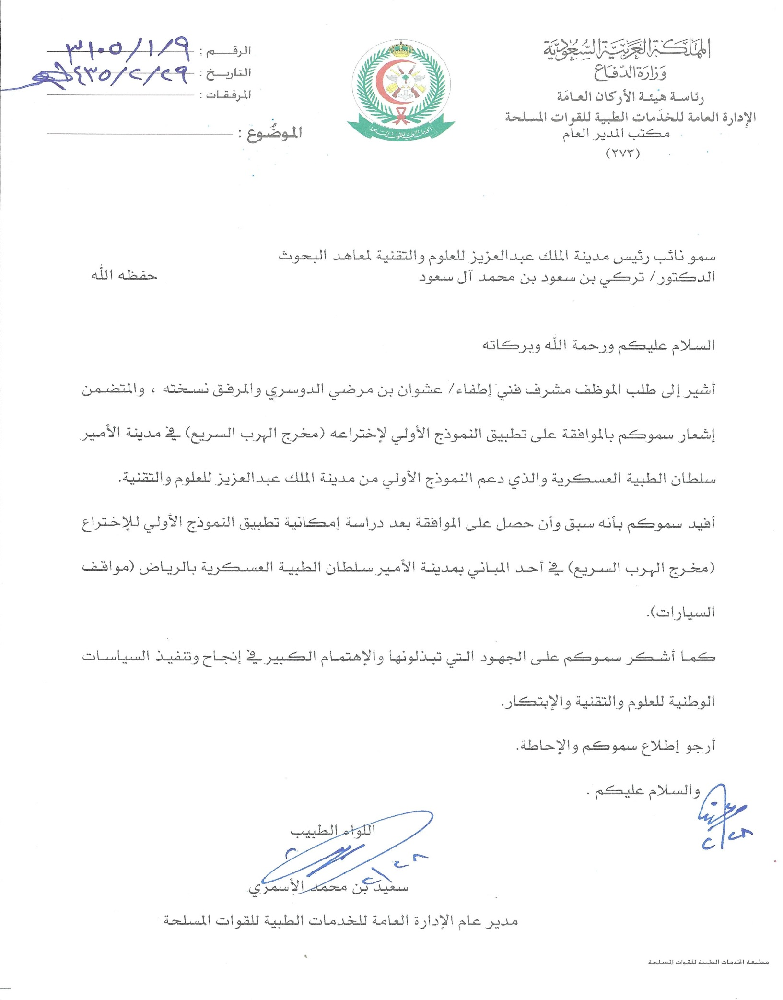 المملكة العربية السعودية
وزارة الدفاع
رئاسة هيئة الأركان العامة
الإدارة العامة للخدمات الطبية للقوات المسلحة
مكتب المدير العام
(٢٧٣)
الخدمات الطبية للقوات المسلحة
الرقم : ٣١٠٥/١/٩
التاريخ : ١٤٣٥/٢/٢٩
المرفقات :
الموضوع :
سمو نائب رئيس مدينة الملك عبدالعزيز للعلوم والتقنية لمعاهد البحوث
الدكتور/ تركي بن سعود بن محمد آل سعود حفظه الله
السلام عليكم ورحمة الله وبركاته
أشير إلى طلب الموظف مشرف فني إطفاء/ عشوان بن مرضي الدوسري والمرفق نسخته ، والمتضمن
إشعار سموكم بالموافقة على تطبيق النموذج الأولي لإختراعه (مخرج الهرب السريع) في مدينة الأمير
سلطان الطبية العسكرية والذي دعم النموذج الأولي من مدينة الملك عبدالعزيز للعلوم والتقنية.
أفيد سموكم بأنه سبق وأن حصل على الموافقة بعد دراسة إمكانية تطبيق النموذج الأولي للإختراع
(مخرج الهرب السريع) في أحد المباني بمدينة الأمير سلطان الطبية العسكرية بالرياض (مواقف
السيارات).
كما أشكر سموكم على الجهود التي تبذلونها والإهتمام الكبير في إنجاح وتنفيذ السياسات
الوطنية للعلوم والتقنية والإبتكار.
أرجو إطلاع سموكم والإحاطة.
والسلام عليكم .
٢/٢٨
اللواء الطبيب
٢/٢٨
سعيد بن محمد الأسمري
مدير عام الإدارة العامة للخدمات الطبية للقوات المسلحة
مطبعة الخدمات الطبية للقوات المسلحة